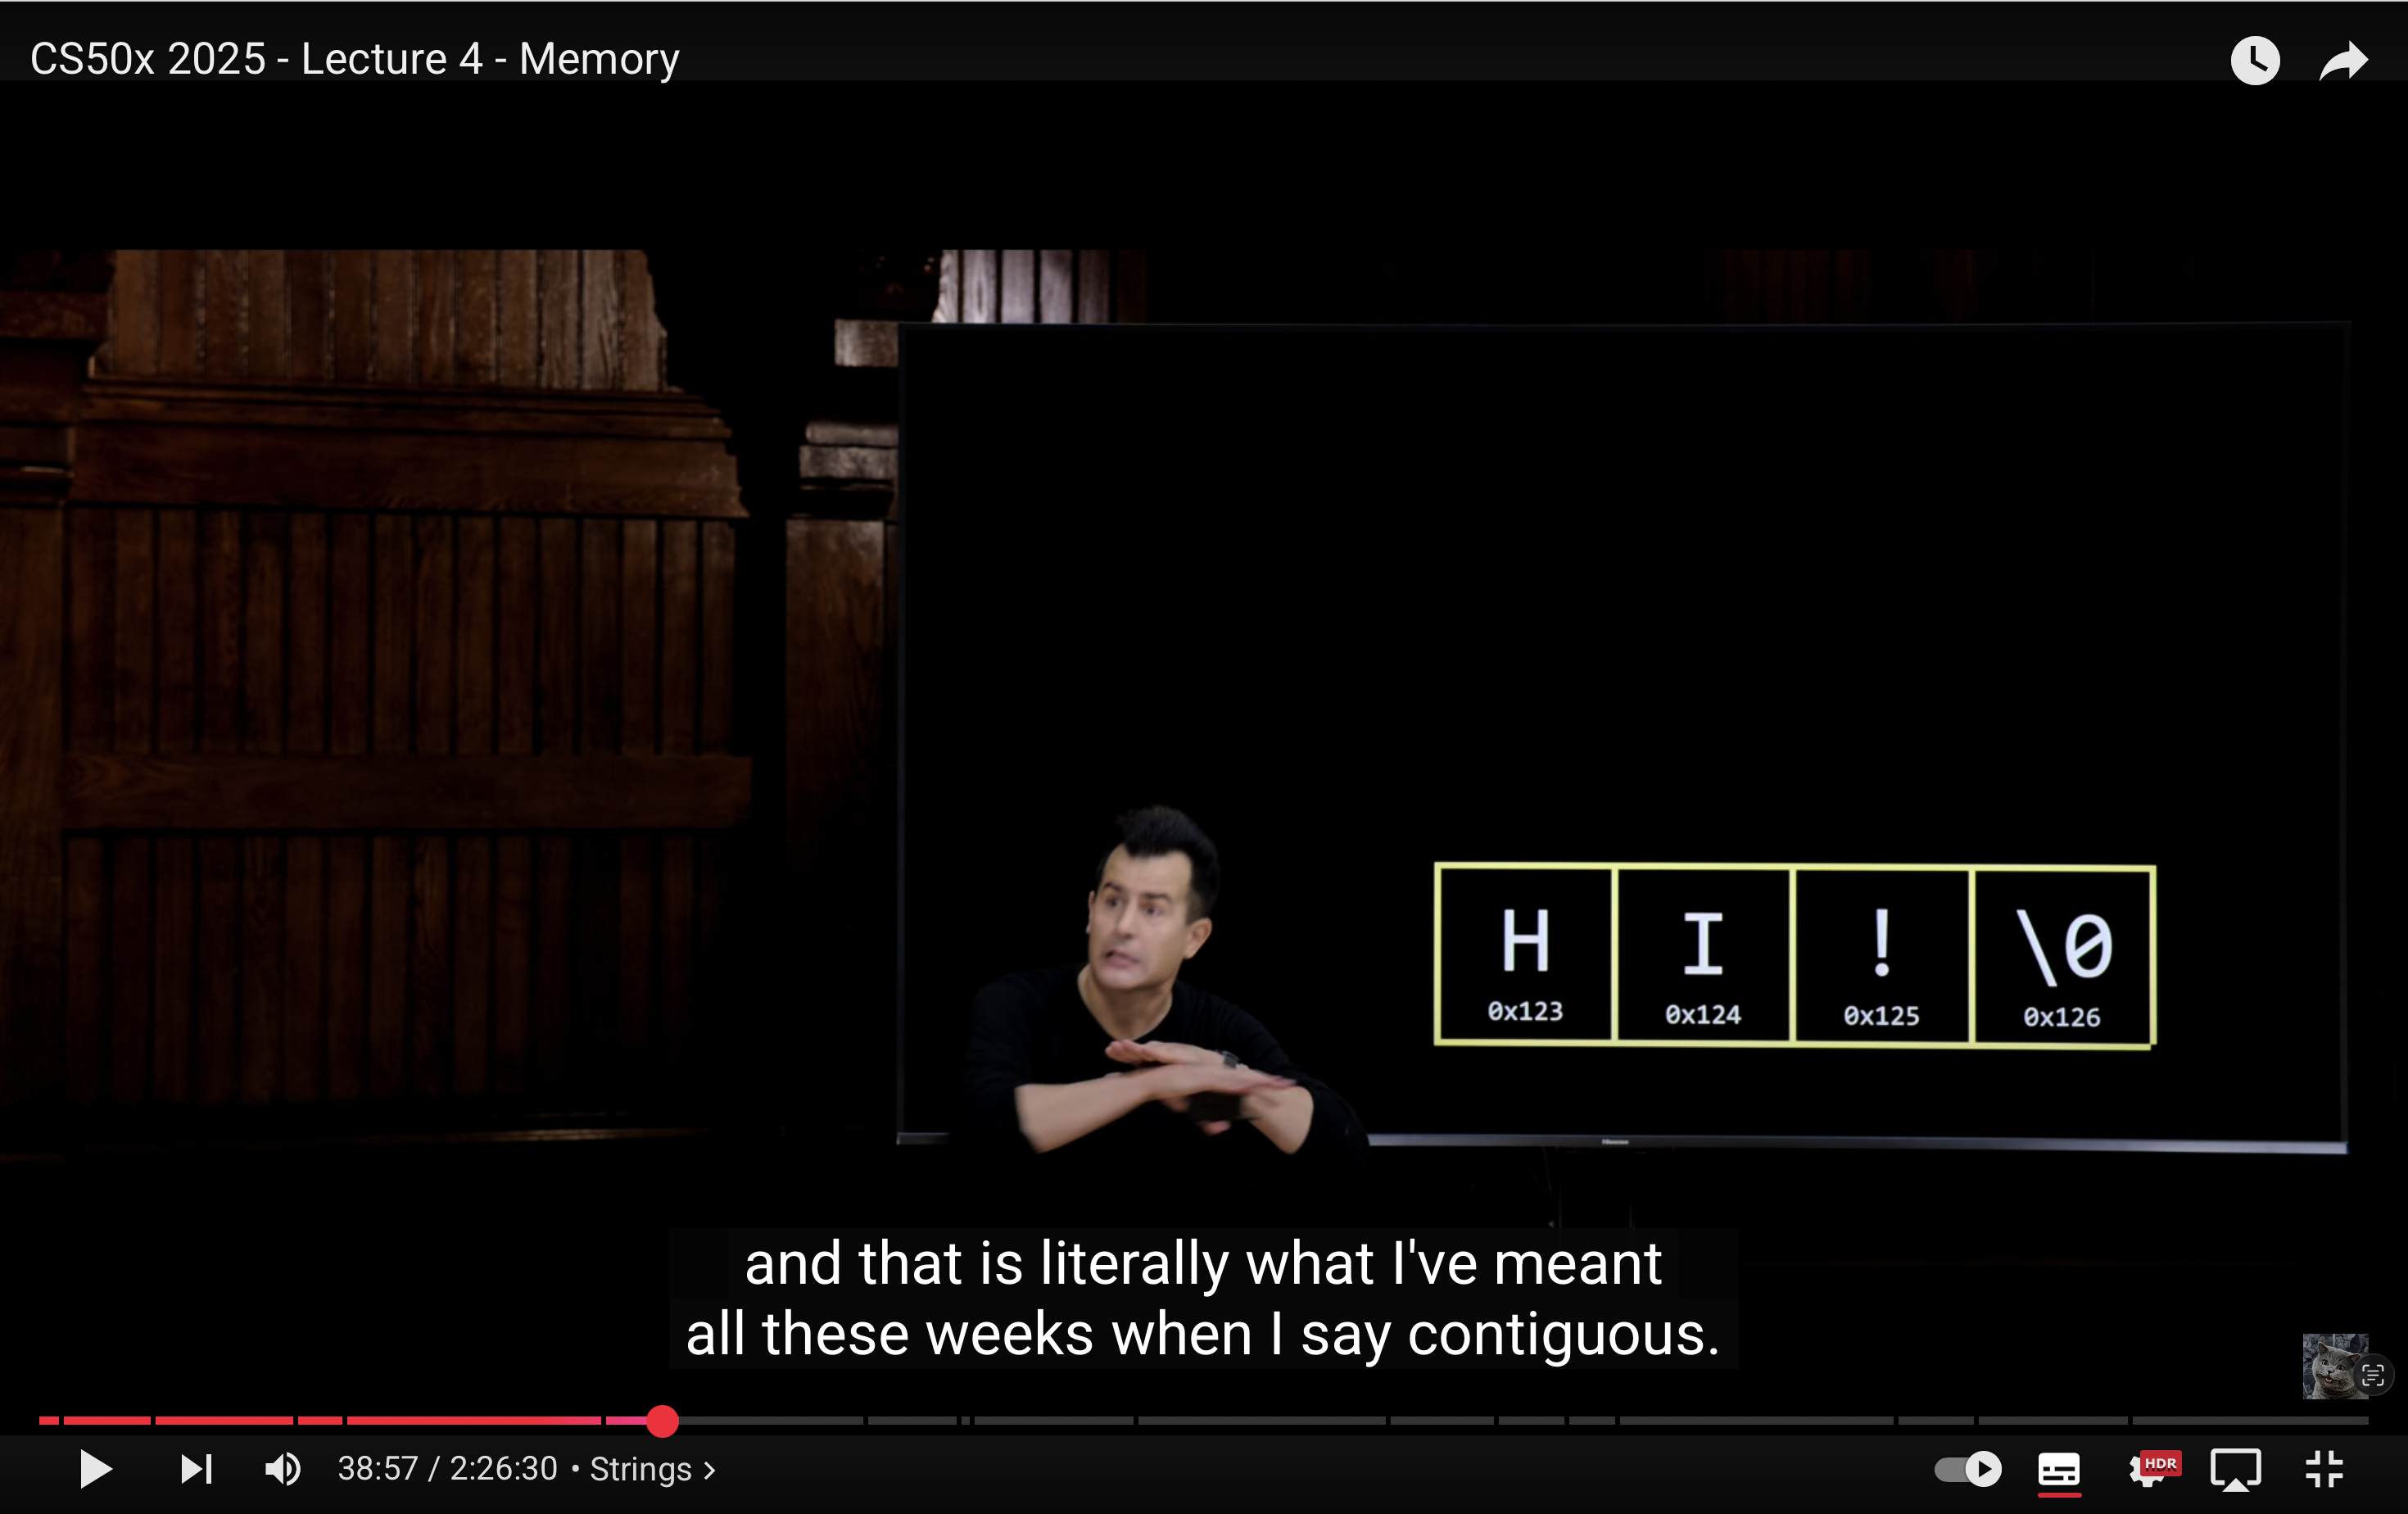 CS50x 2025 - Lecture 4 - Memory
H I ! \0
0x123 0x124 0x125 0x126
Hisense
and that is literally what I've meant
all these weeks when I say contiguous.
38:57 / 2:26:30 • Strings >
HDR